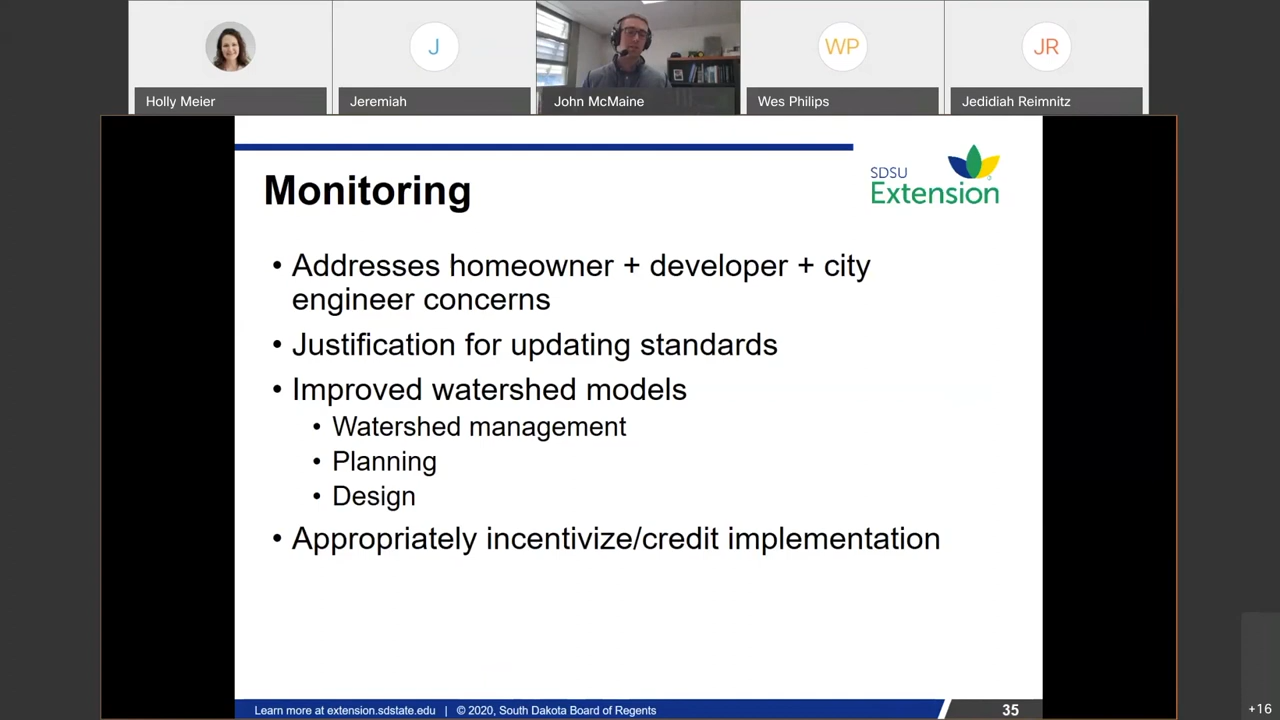 J
WP
JR
Holly Meier
Jeremiah
John McMaine
Wes Philips
Jedidiah Reimnitz
SDSU
Extension
Monitoring
• Addresses homeowner + developer + city
engineer concerns
• Justification for updating standards
• Improved watershed models
• Watershed management
• Planning
• Design
• Appropriately incentivize/credit implementation
Learn more at extension.sdstate.edu | © 2020, South Dakota Board of Regents
35
+16